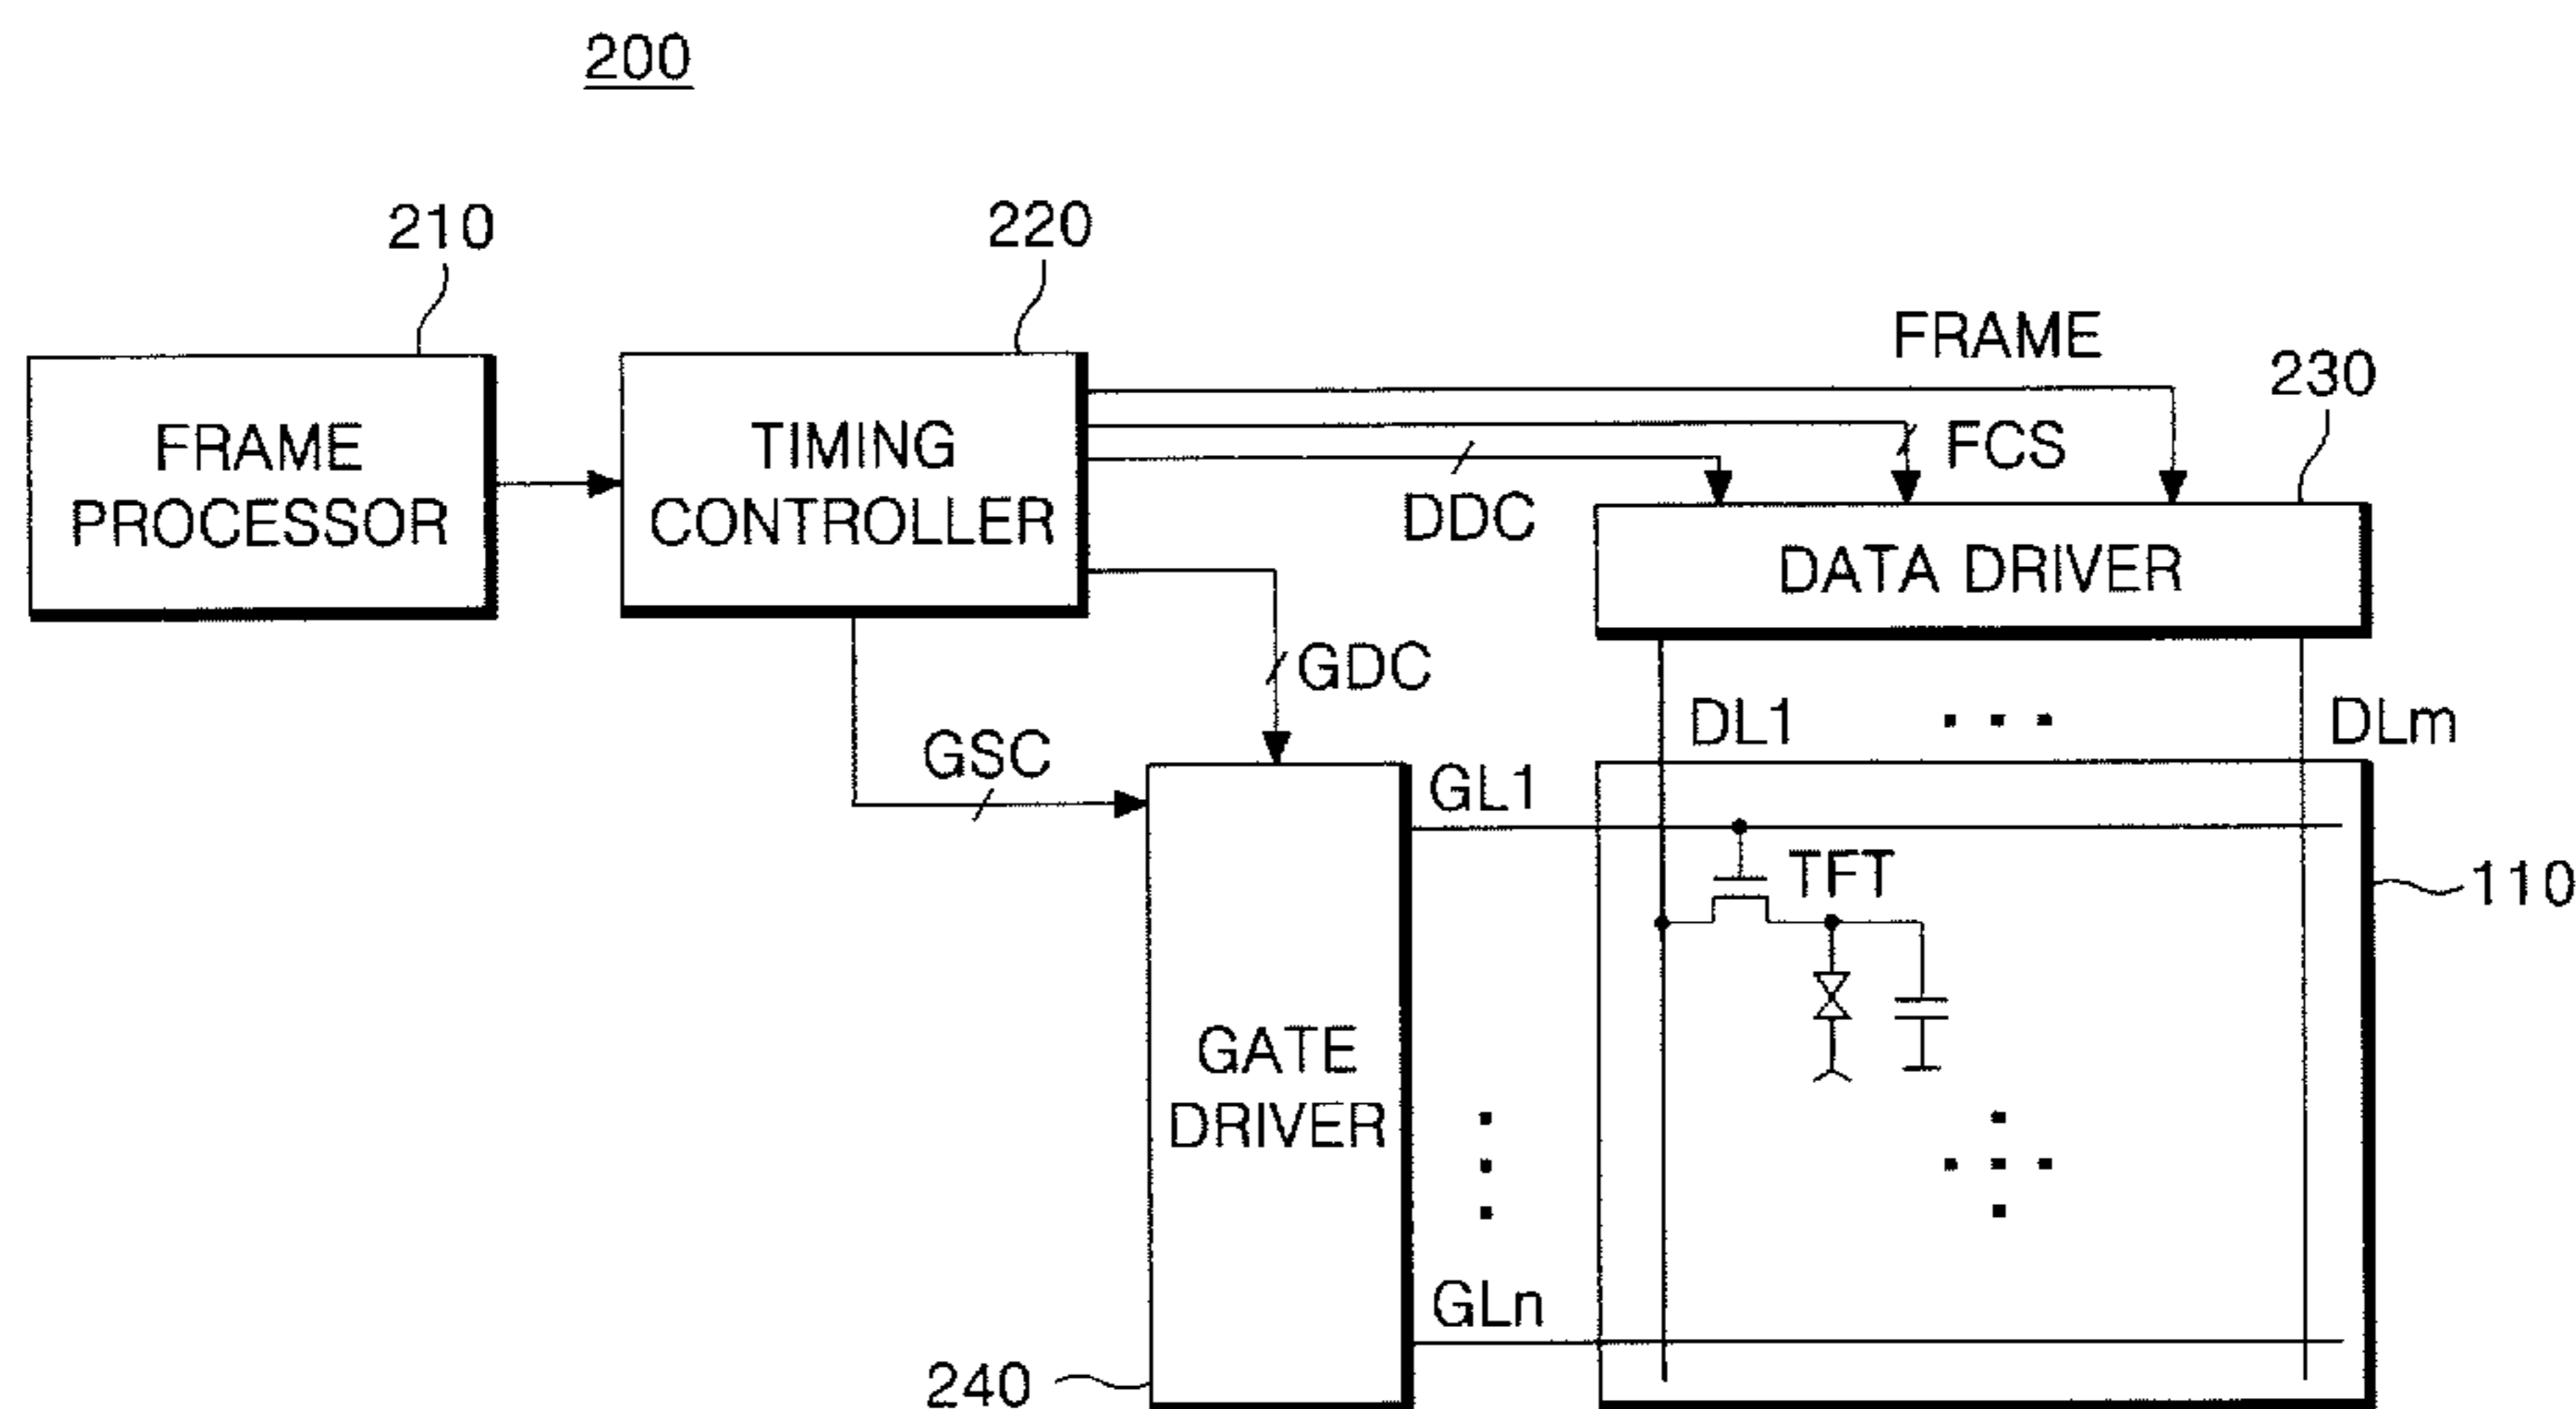 200
210
220
FRAME
230
FRAME
PROCESSOR
TIMING
CONTROLLER
FCS
DDC
DATA DRIVER
GDC
DL1
DLm
GSC
GL1
TFT
110
GATE
DRIVER
GLn
240